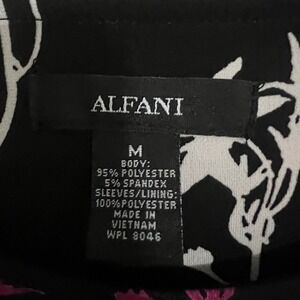 ALFANI
M
BODY:
95% POLYESTER
5% SPANDEX
SLEEVES/LINING:
100%POLYESTER
MADE IN
VIETNAM
WPL 8046